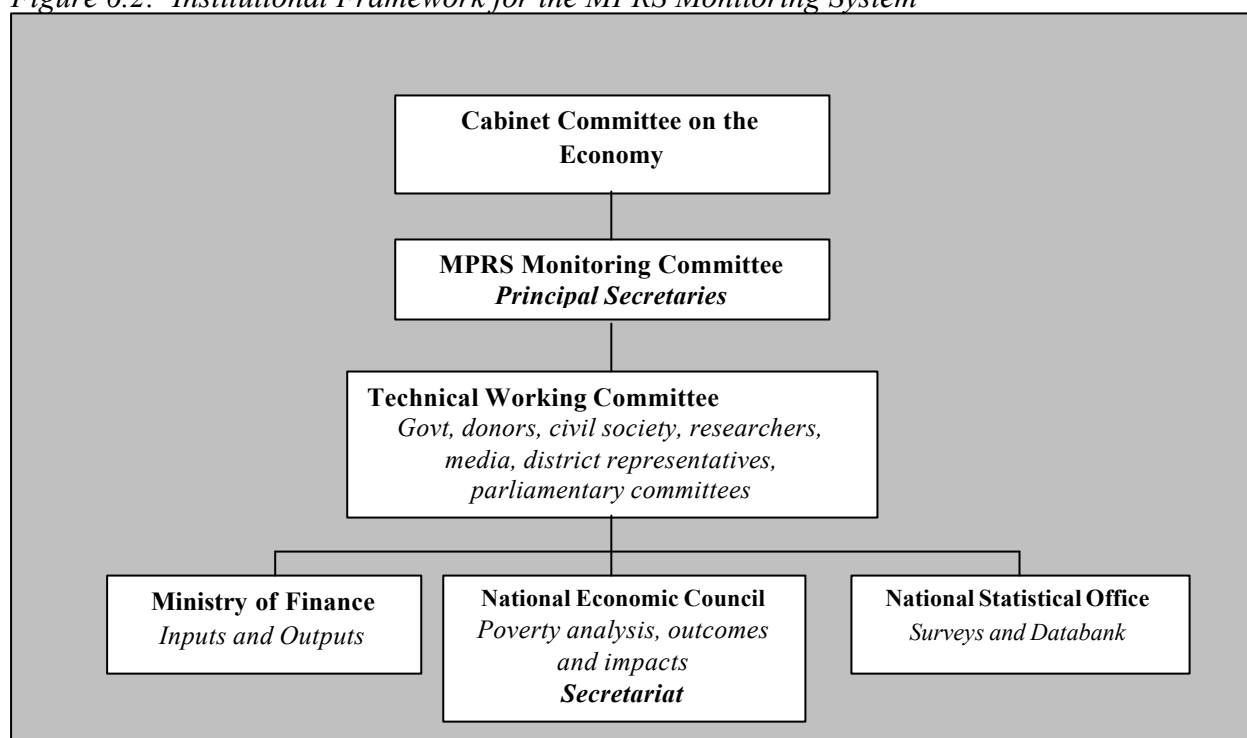 Figure 6.2: Institutional Framework for the MPRS Monitoring System
Cabinet Committee on the
Economy
MPRS Monitoring Committee
Principal Secretaries
Technical Working Committee
Govt, donors, civil society, researchers,
media, district representatives,
parliamentary committees
Ministry of Finance
Inputs and Outputs
National Economic Council
Poverty analysis, outcomes
and impacts
Secretariat
National Statistical Office
Surveys and Databank